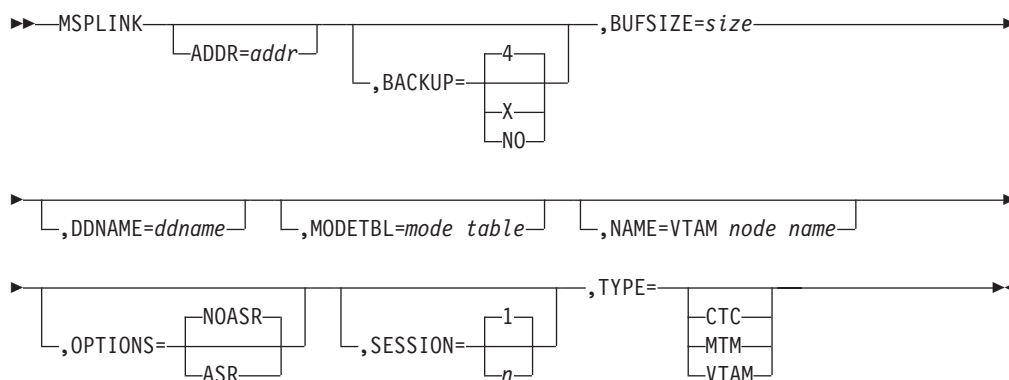 MSPLINK ,BUFSIZE=size
ADDR=addr 4
,BACKUP=
X
NO
,DDNAME=ddname ,MODETBL=mode table ,NAME=VTAM node name
,TYPE=
NOASR 1 CTC
,OPTIONS= ,SESSION= MTM
ASR n VTAM